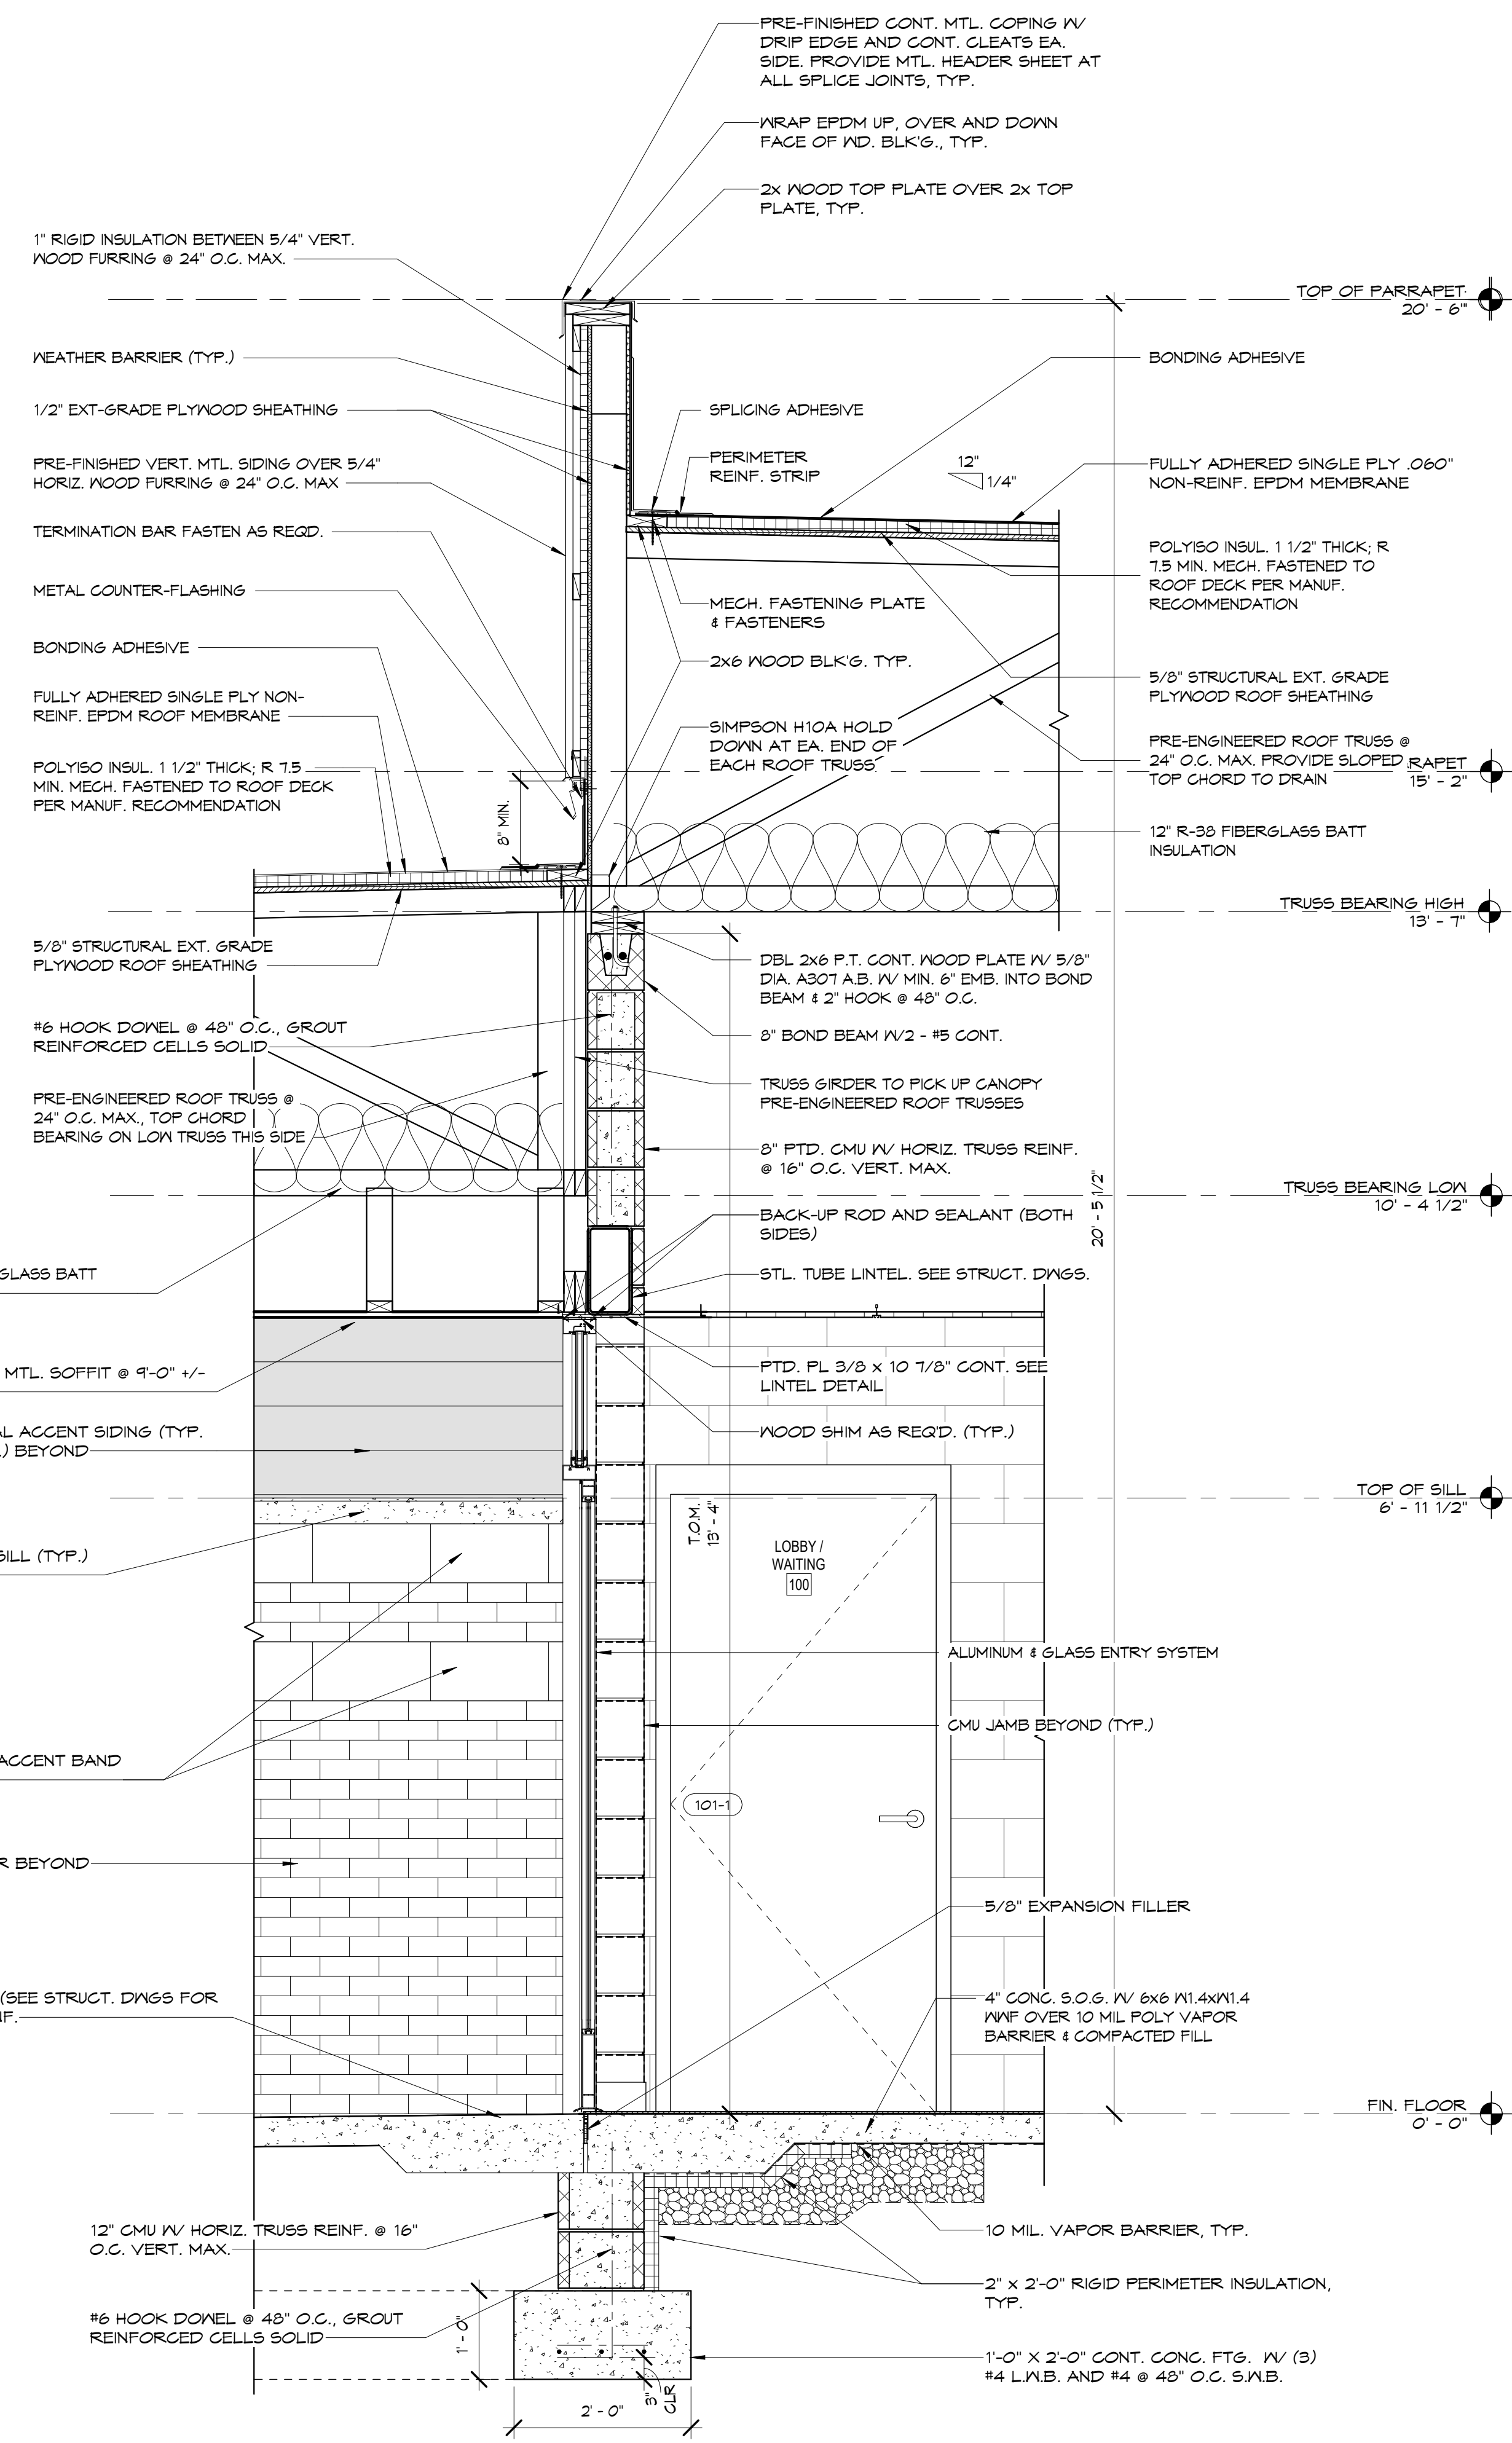 PRE-FINISHED CONT. MTL. COPING W/
DRIP EDGE AND CONT. CLEATS EA.
SIDE. PROVIDE MTL. HEADER SHEET AT
ALL SPLICE JOINTS, TYP.
WRAP EPDM UP, OVER AND DOWN
FACE OF WD. BLK'G., TYP.
2x WOOD TOP PLATE OVER 2x TOP
PLATE, TYP.
1" RIGID INSULATION BETWEEN 5/4" VERT.
WOOD FURRING @ 24" O.C. MAX.
WEATHER BARRIER (TYP.)
1/2" EXT-GRADE PLYWOOD SHEATHING
PRE-FINISHED VERT. MTL. SIDING OVER 5/4"
HORIZ. WOOD FURRING @ 24" O.C. MAX
TERMINATION BAR FASTEN AS REQD.
METAL COUNTER-FLASHING
BONDING ADHESIVE
FULLY ADHERED SINGLE PLY NON-
REINF. EPDM ROOF MEMBRANE
POLYISO INSUL. 1 1/2" THICK; R 7.5
MIN. MECH. FASTENED TO ROOF DECK
PER MANUF. RECOMMENDATION
8" MIN.
5/8" STRUCTURAL EXT. GRADE
PLYWOOD ROOF SHEATHING
#6 HOOK DOWEL @ 48" O.C., GROUT
REINFORCED CELLS SOLID
PRE-ENGINEERED ROOF TRUSS @
24" O.C. MAX., TOP CHORD
BEARING ON LOW TRUSS THIS SIDE
GLASS BATT
MTL. SOFFIT @ 9'-0" +/-
AL ACCENT SIDING (TYP.
.) BEYOND
SILL (TYP.)
ACCENT BAND
R BEYOND
(SEE STRUCT. DWGS FOR
NF.
12" CMU W/ HORIZ. TRUSS REINF. @ 16"
O.C. VERT. MAX.
#6 HOOK DOWEL @ 48" O.C., GROUT
REINFORCED CELLS SOLID
1' - 0"
2' - 0"
3"
CLR
SPLICING ADHESIVE
PERIMETER
REINF. STRIP
12"
1/4"
MECH. FASTENING PLATE
& FASTENERS
2x6 WOOD BLK'G. TYP.
SIMPSON H10A HOLD
DOWN AT EA. END OF
EACH ROOF TRUSS
DBL 2x6 P.T. CONT. WOOD PLATE W/ 5/8"
DIA. A307 A.B. W/ MIN. 6" EMB. INTO BOND
BEAM & 2" HOOK @ 48" O.C.
8" BOND BEAM W/2 - #5 CONT.
TRUSS GIRDER TO PICK UP CANOPY
PRE-ENGINEERED ROOF TRUSSES
8" PTD. CMU W/ HORIZ. TRUSS REINF.
@ 16" O.C. VERT. MAX.
BACK-UP ROD AND SEALANT (BOTH
SIDES)
STL. TUBE LINTEL. SEE STRUCT. DWGS.
PTD. PL 3/8 x 10 7/8" CONT. SEE
LINTEL DETAIL
WOOD SHIM AS REQ'D. (TYP.)
T.O.M.
13' - 4"
20' - 5 1/2"
LOBBY /
WAITING
100
101-1
ALUMINUM & GLASS ENTRY SYSTEM
CMU JAMB BEYOND (TYP.)
5/8" EXPANSION FILLER
4" CONC. S.O.G. W/ 6x6 W1.4xW1.4
WWF OVER 10 MIL POLY VAPOR
BARRIER & COMPACTED FILL
10 MIL. VAPOR BARRIER, TYP.
2" x 2'-0" RIGID PERIMETER INSULATION,
TYP.
1'-0" X 2'-0" CONT. CONC. FTG. W/ (3)
#4 L.W.B. AND #4 @ 48" O.C. S.W.B.
TOP OF PARRAPET
20' - 6"
BONDING ADHESIVE
FULLY ADHERED SINGLE PLY .060"
NON-REINF. EPDM MEMBRANE
POLYISO INSUL. 1 1/2" THICK; R
7.5 MIN. MECH. FASTENED TO
ROOF DECK PER MANUF.
RECOMMENDATION
5/8" STRUCTURAL EXT. GRADE
PLYWOOD ROOF SHEATHING
PRE-ENGINEERED ROOF TRUSS @
24" O.C. MAX. PROVIDE SLOPED
TOP CHORD TO DRAIN
RAPET
15' - 2"
12" R-38 FIBERGLASS BATT
INSULATION
TRUSS BEARING HIGH
13' - 7"
TRUSS BEARING LOW
10' - 4 1/2"
TOP OF SILL
6' - 11 1/2"
FIN. FLOOR
0' - 0"